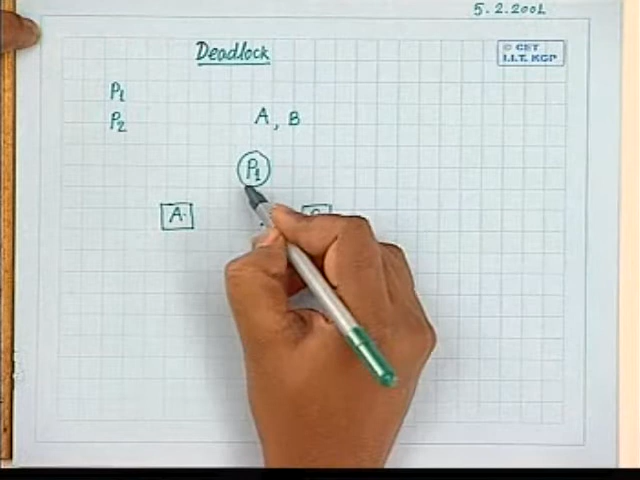 5.2.2001
Deadlock
© CET
I.I.T. KGP
P1
P2
A, B
P1
A